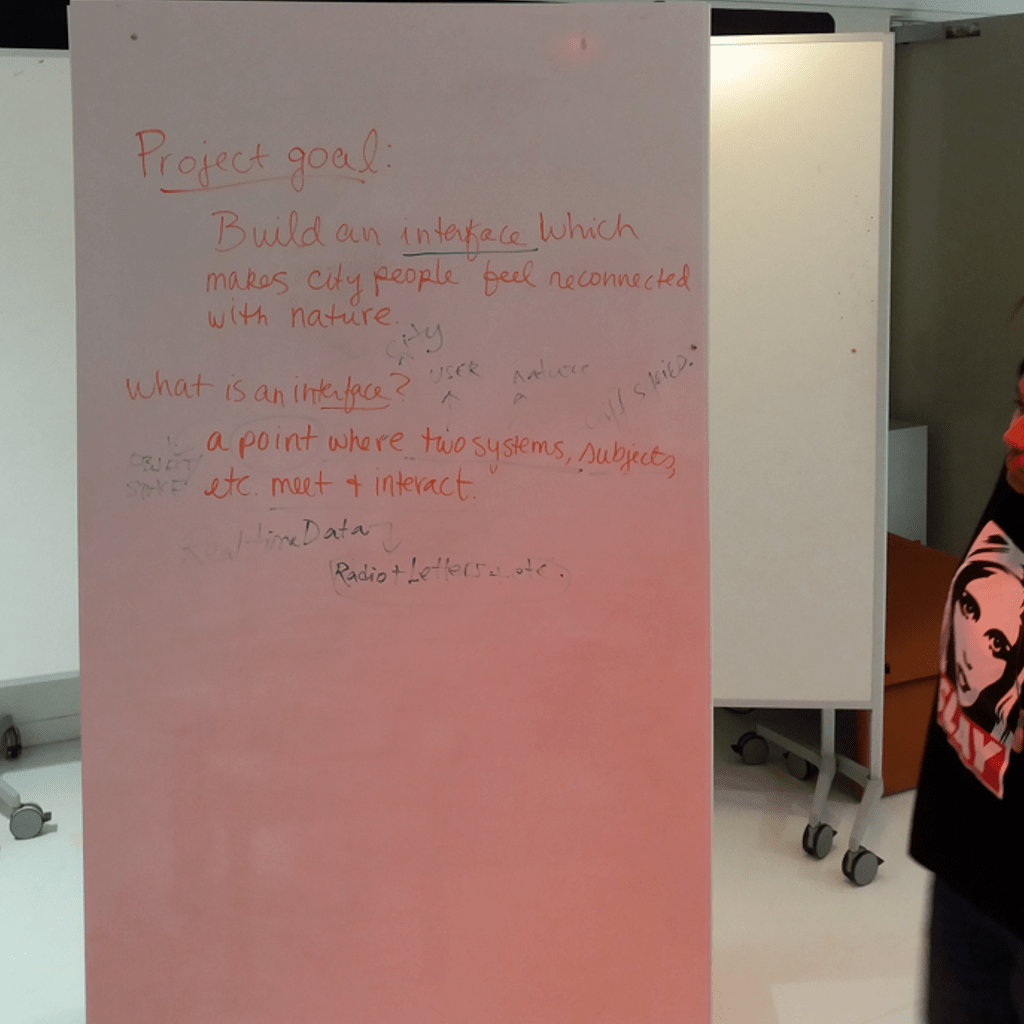 Project goal:
Build an interface which
makes city people feel reconnected
with nature.
city
USER nature
what is an interface?
a point where two systems, subjects,
OBJECT
SPACE etc. meet + interact.
Real-time Data
Radio + Letters
etc.
SLAY